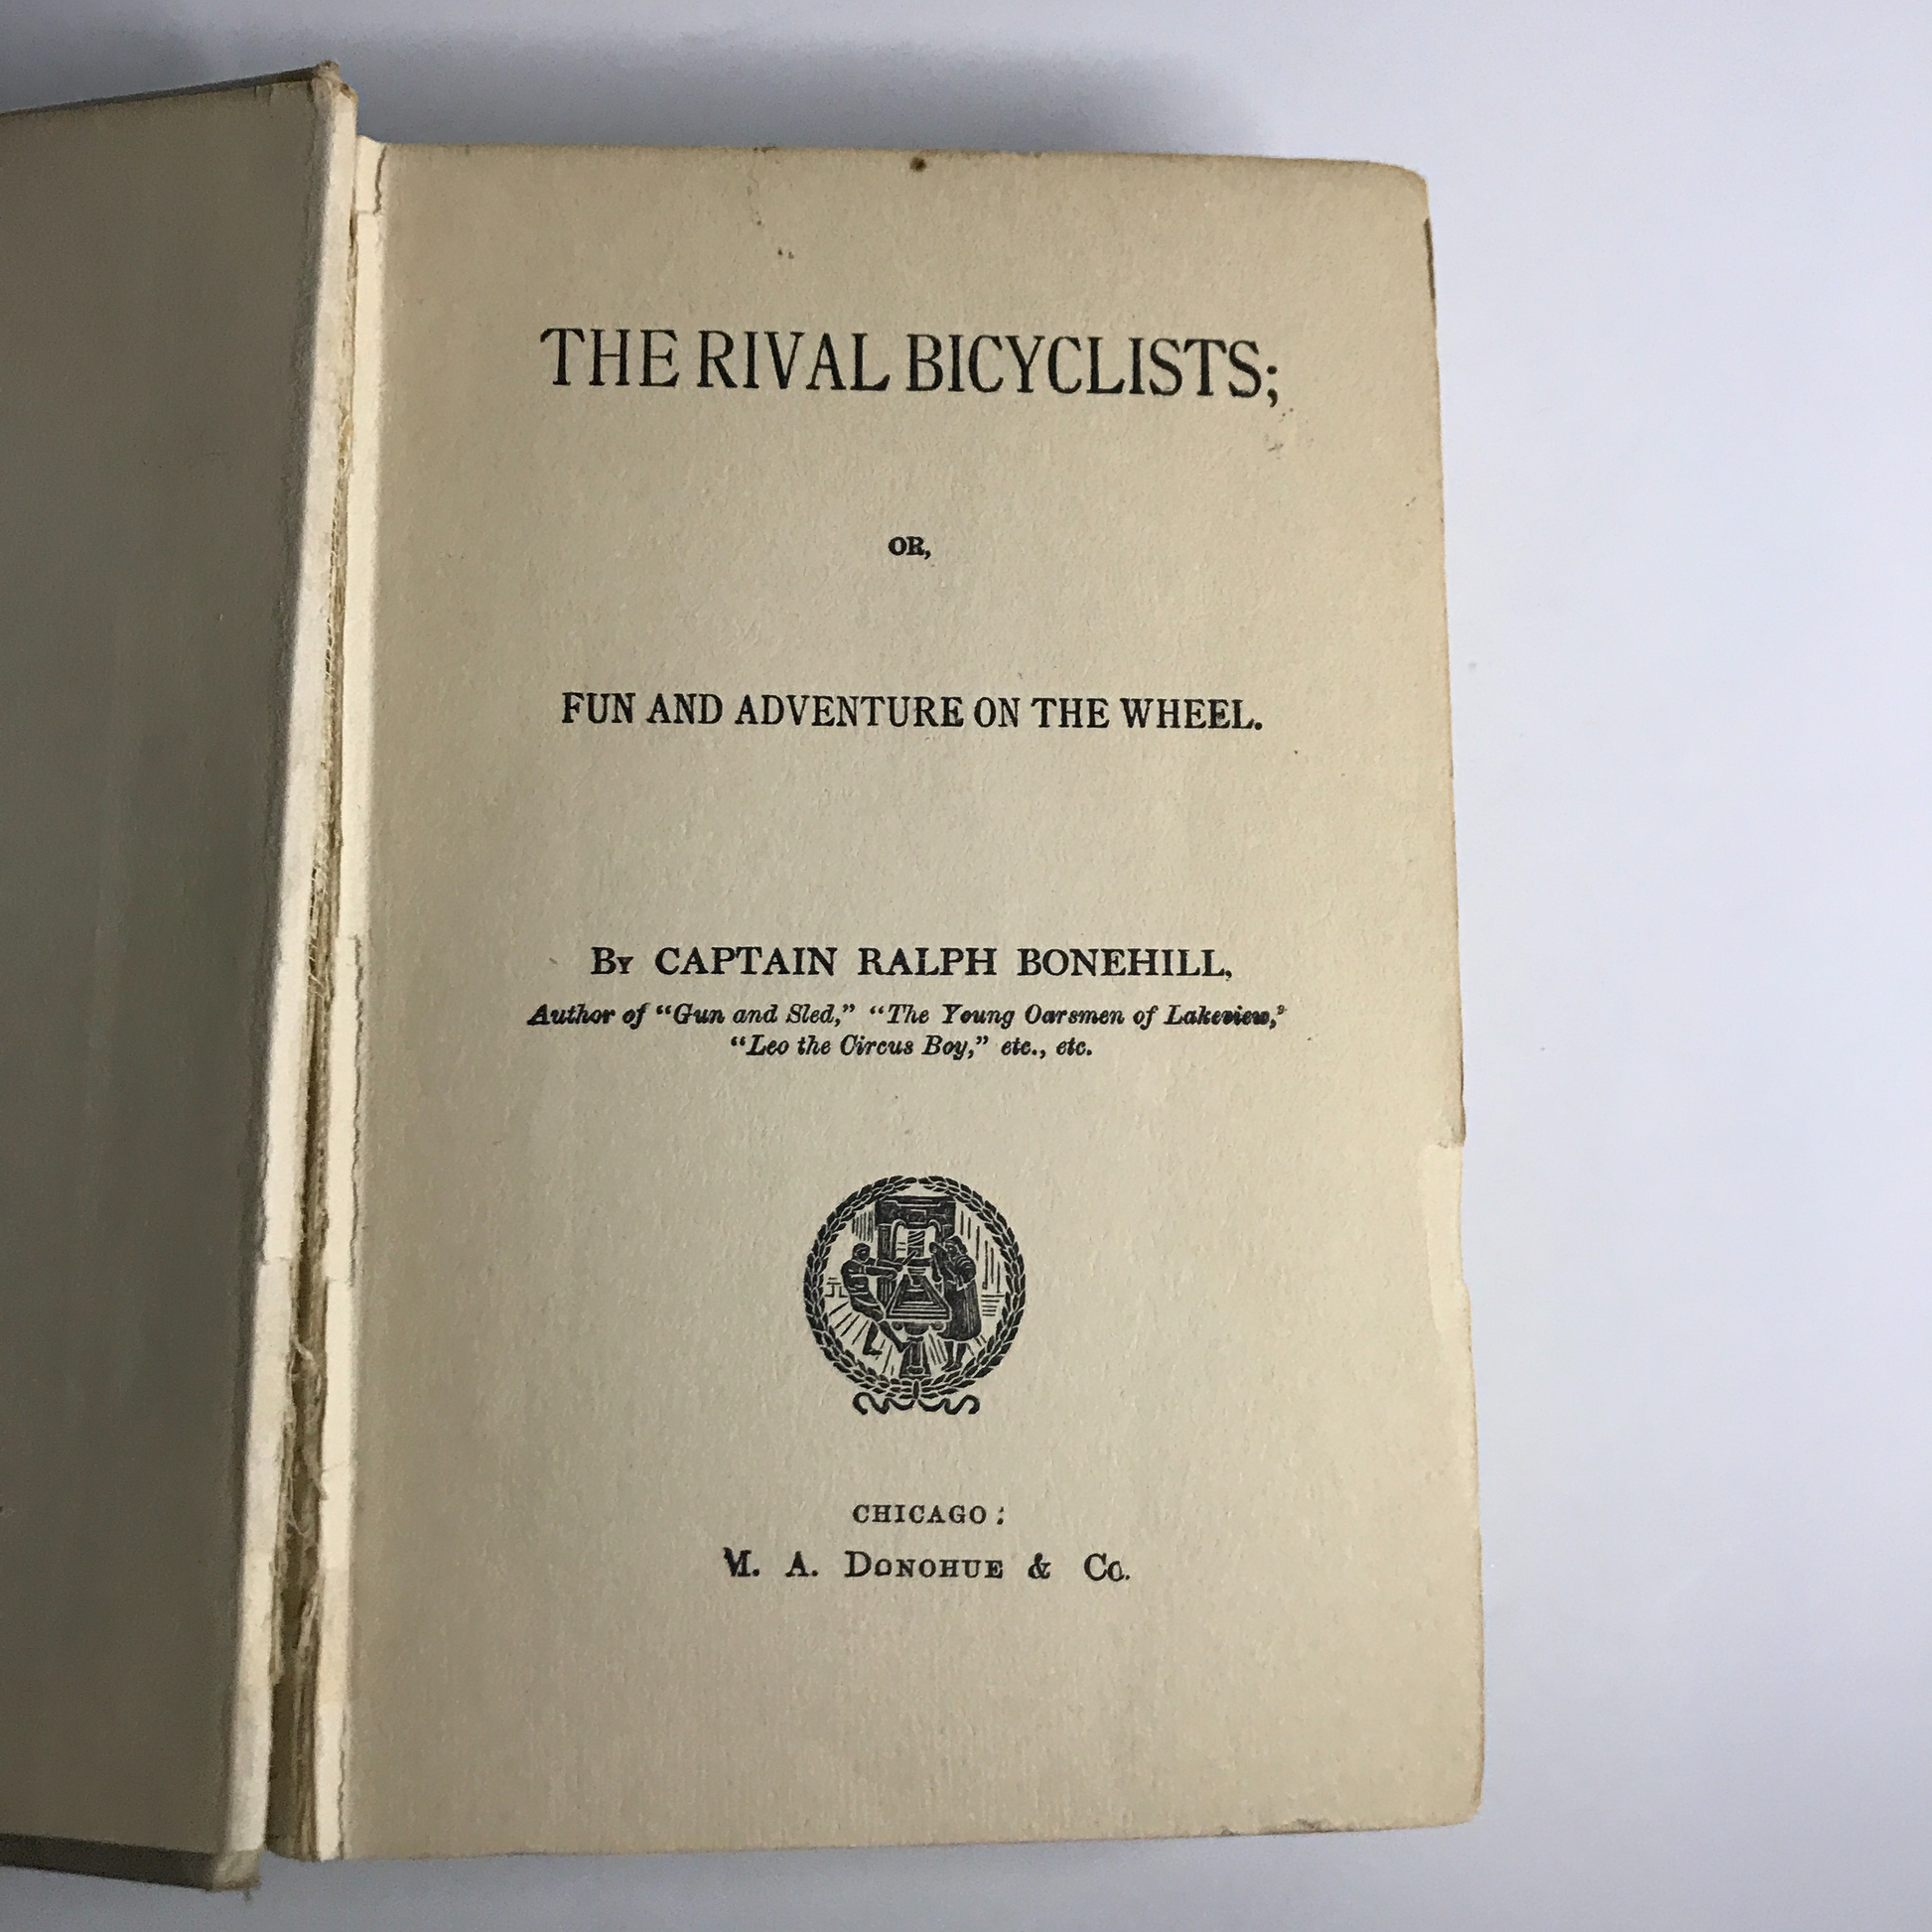 THE RIVAL BICYCLISTS;
OR,
FUN AND ADVENTURE ON THE WHEEL.
By CAPTAIN RALPH BONEHILL,
Author of “Gun and Sled,” “The Young Oarsmen of Lakeview,’
“Leo the Circus Boy,” etc., etc.
CHICAGO:
M. A. DONOHUE & CO.